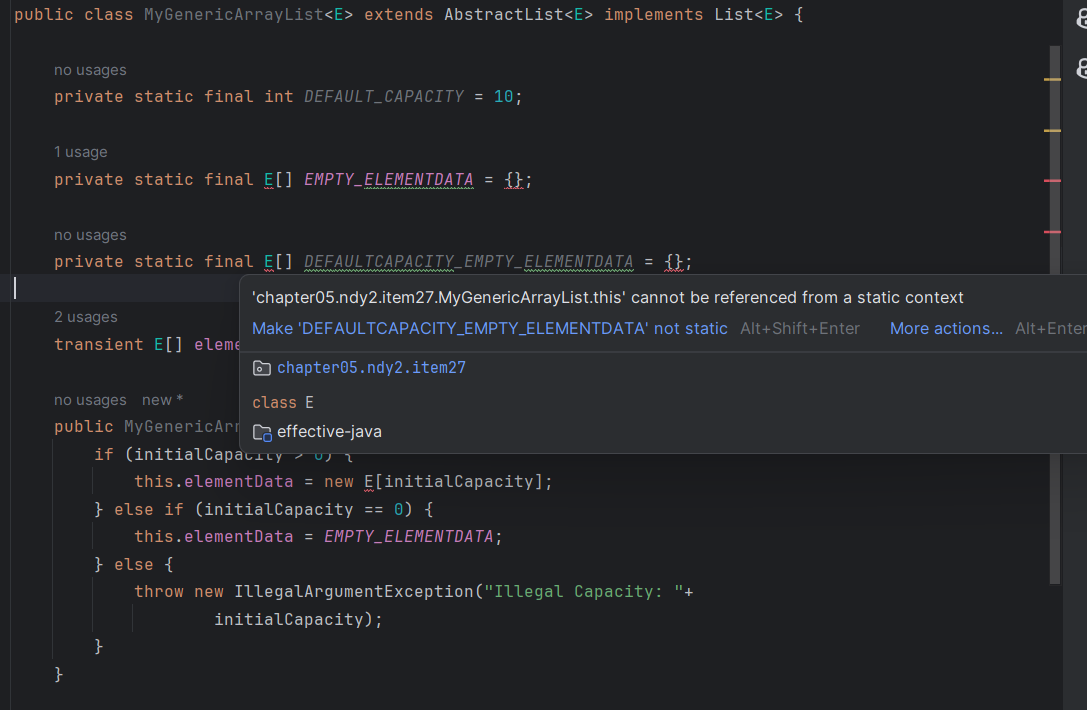 public class MyGenericArrayList<E> extends AbstractList<E> implements List<E> {
no usages
private static final int DEFAULT_CAPACITY = 10;
1 usage
private static final E[] EMPTY_ELEMENTDATA = {};
no usages
private static final E[] DEFAULTCAPACITY_EMPTY_ELEMENTDATA = {};
'chapter05.ndy2.item27.MyGenericArrayList.this' cannot be referenced from a static context
Make 'DEFAULTCAPACITY_EMPTY_ELEMENTDATA' not static Alt+Shift+Enter More actions... Alt+Enter
chapter05.ndy2.item27
class E
effective-java
2 usages
transient E[] eleme
no usages new *
public MyGenericArr
if (initialCapacity > 0) {
this.elementData = new E[initialCapacity];
} else if (initialCapacity == 0) {
this.elementData = EMPTY_ELEMENTDATA;
} else {
throw new IllegalArgumentException("Illegal Capacity: "+
initialCapacity);
}
}